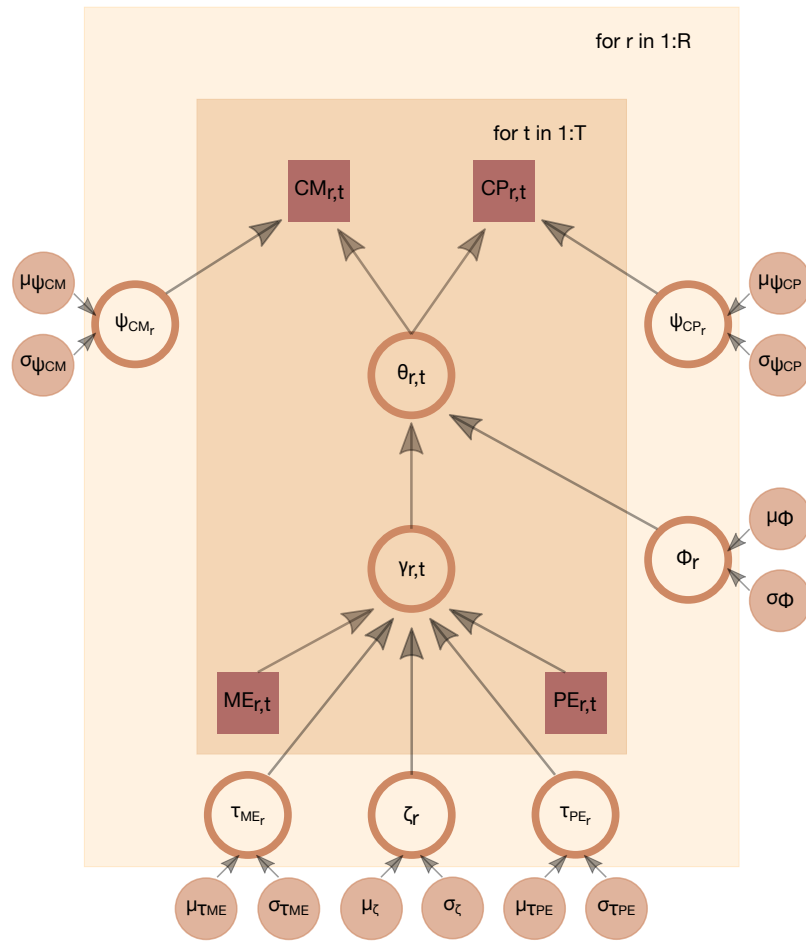 for r in 1:R
for t in 1:T
CMr,t
CPr,t
μψCM
σψCM
ψCMr
ψCPr
μψCP
σψCP
θr,t
γr,t
Φr
μΦ
σΦ
MEr,t
PEr,t
τMEr
ζr
τPEr
μτME
στME
μζ
σζ
μτPE
στPE